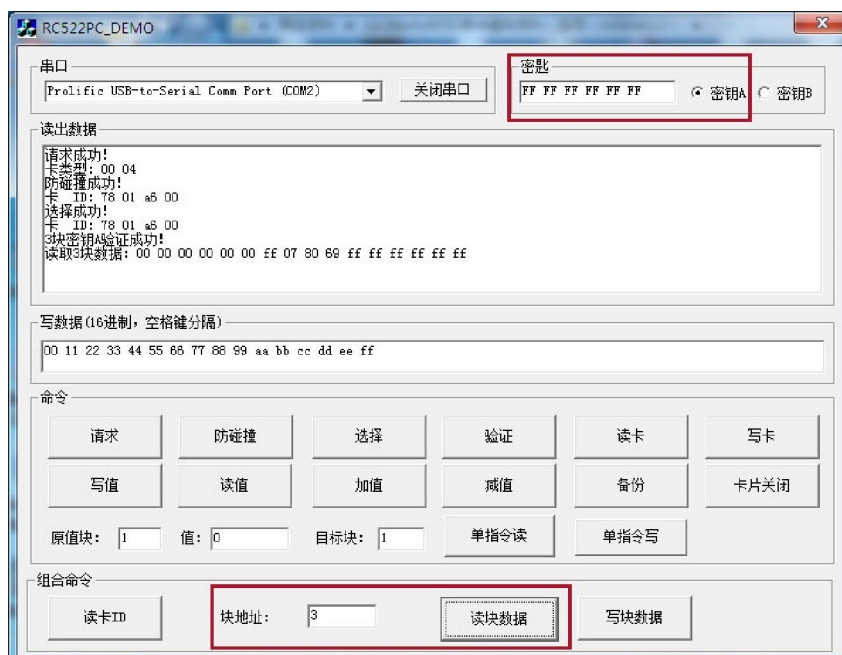 RC522PC_DEMO
串口
密匙
Prolific USB-to-Serial Comm Port (COM2)
关闭串口
FF FF FF FF FF FF
密钥A
密钥B
读出数据
请求成功!
卡类型: 00 04
防碰撞成功!
卡 ID: 78 01 a6 00
选择成功!
卡 ID: 78 01 a6 00
3块密钥A验证成功!
读取3块数据: 00 00 00 00 00 00 ff 07 80 69 ff ff ff ff ff ff
写数据(16进制，空格键分隔)
00 11 22 33 44 55 66 77 88 99 aa bb cc dd ee ff
命令
请求 防碰撞 选择 验证 读卡 写卡
写值 读值 加值 减值 备份 卡片关闭
原值块: 1 值: 0 目标块: 1 单指令读 单指令写
组合命令
读卡ID 块地址: 3 读块数据 写块数据